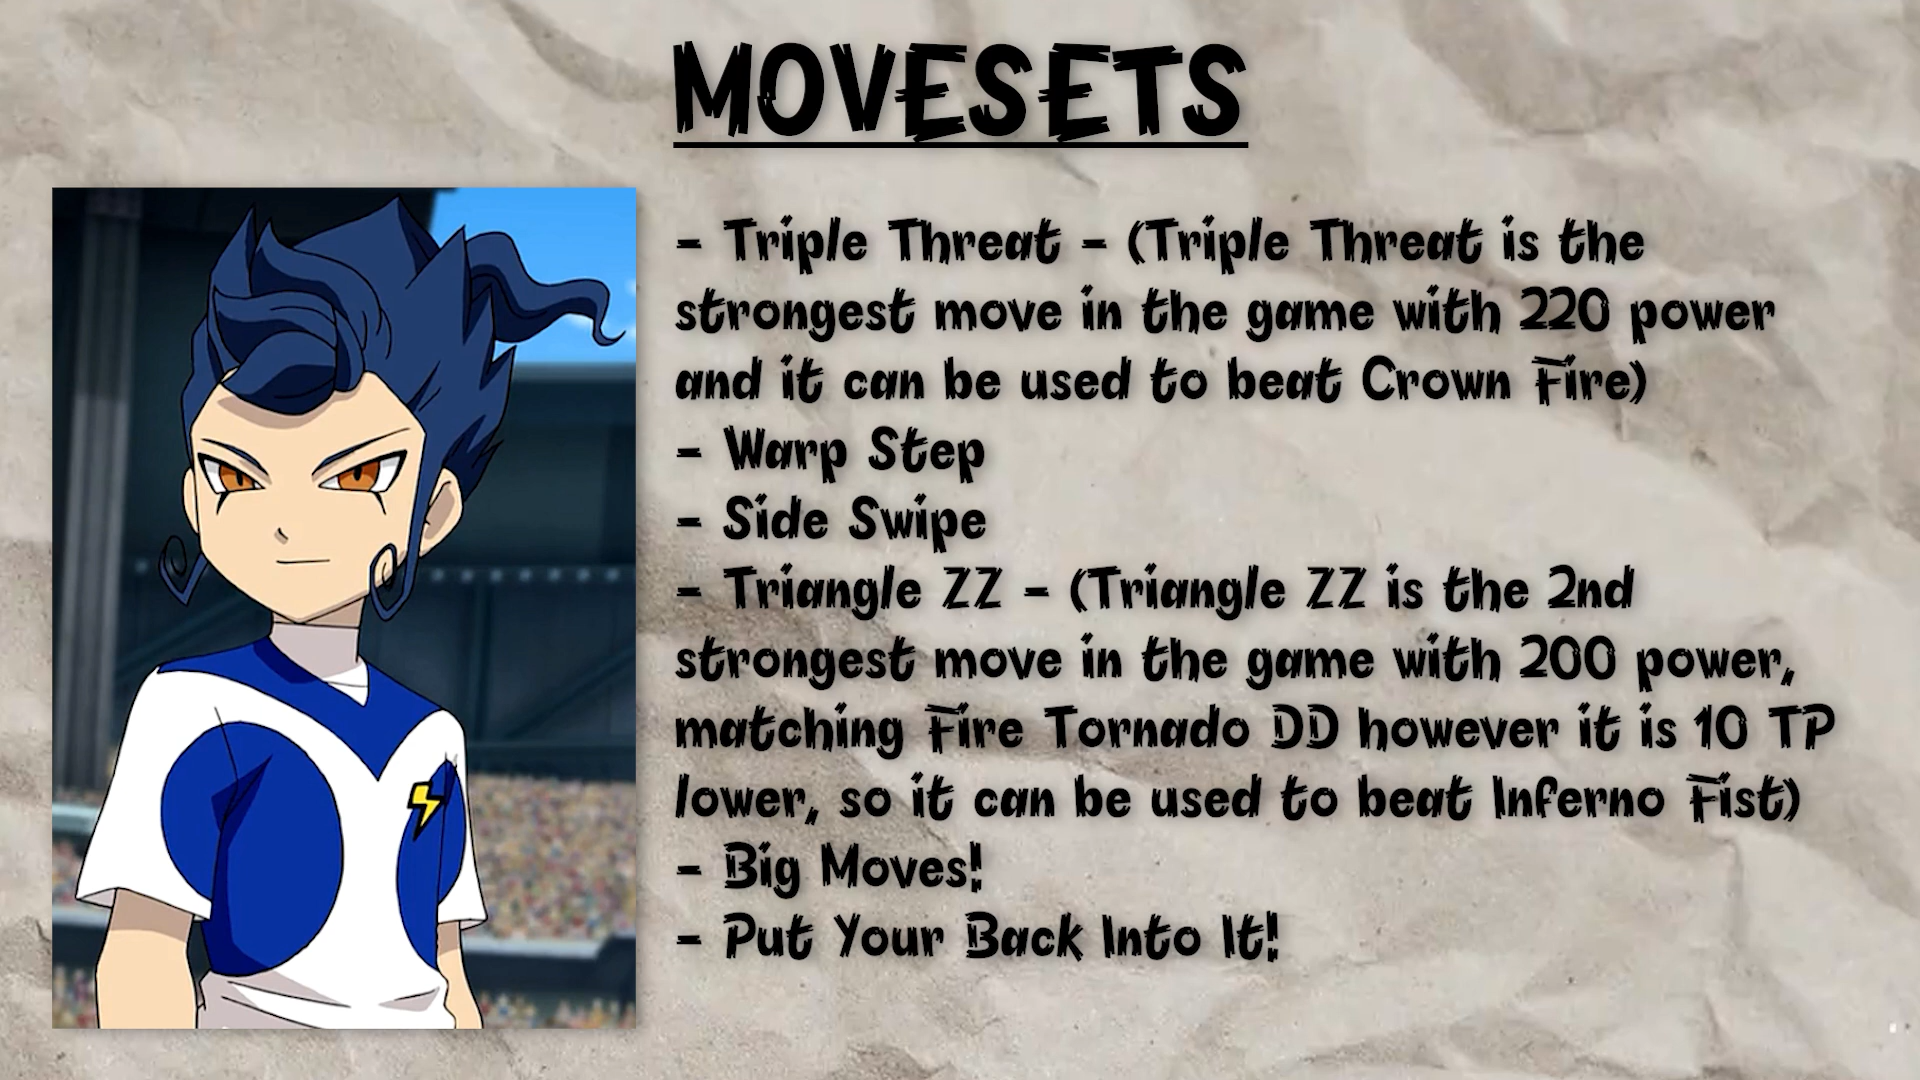 MOVESETS
- Triple Threat - (Triple Threat is the
strongest move in the game with 220 power
and it can be used to beat Crown Fire)
- Warp Step
- Side Swipe
- Triangle ZZ - (Triangle ZZ is the 2nd
strongest move in the game with 200 power,
matching Fire Tornado DD however it is 10 TP
lower, so it can be used to beat Inferno Fist)
- Big Moves!
- Put Your Back Into It!